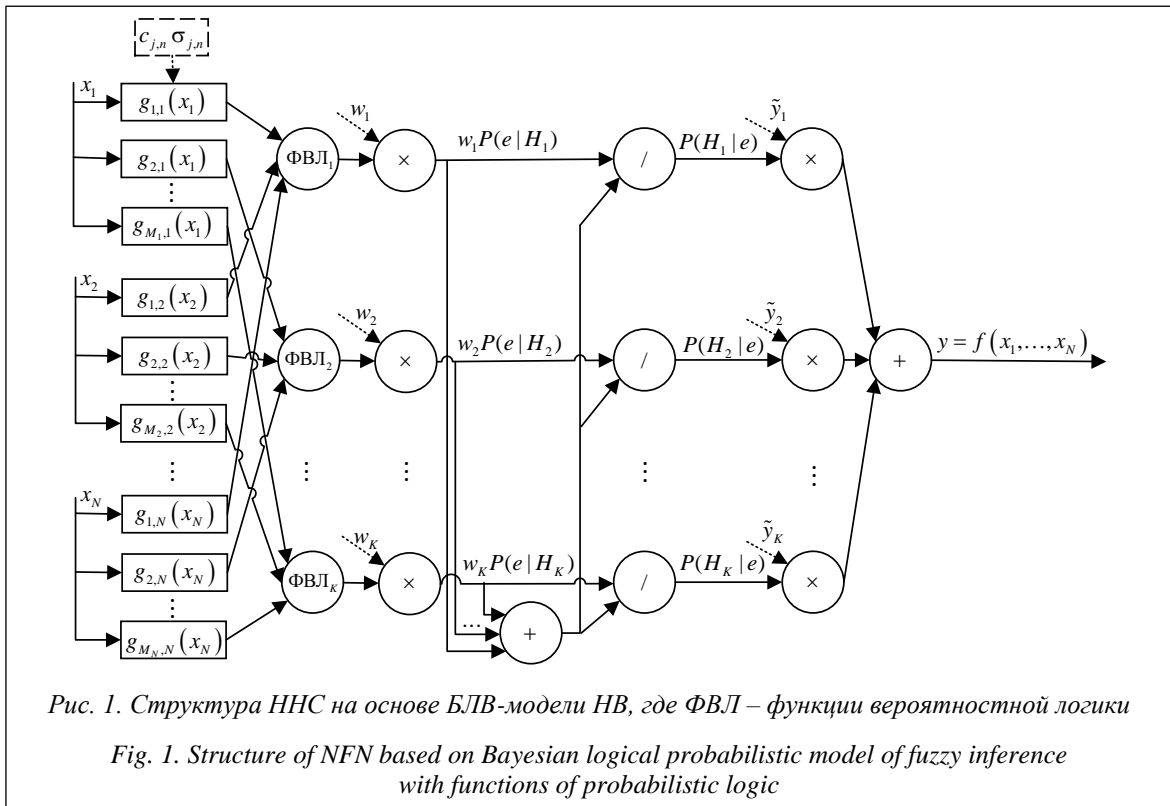 c_{j,n} σ_{j,n}
x_1
g_{1,1}(x_1)
g_{2,1}(x_1)
⋮
g_{M_1,1}(x_1)
x_2
g_{1,2}(x_2)
g_{2,2}(x_2)
⋮
g_{M_2,2}(x_2)
⋮
x_N
g_{1,N}(x_N)
g_{2,N}(x_N)
⋮
g_{M_N,N}(x_N)
ФВЛ_1
ФВЛ_2
⋮
ФВЛ_K
w_1
×
w_2
×
⋮
w_K
×
w_1P(e|H_1)
w_2P(e|H_2)
w_KP(e|H_K)
...
+
/
/
⋮
/
P(H_1|e)
P(H_2|e)
P(H_K|e)
ỹ_1
×
ỹ_2
×
⋮
ỹ_K
×
+
y = f(x_1,…,x_N)
Рис. 1. Структура ННС на основе БЛВ-модели НВ, где ФВЛ – функции вероятностной логики
Fig. 1. Structure of NFN based on Bayesian logical probabilistic model of fuzzy inference
with functions of probabilistic logic